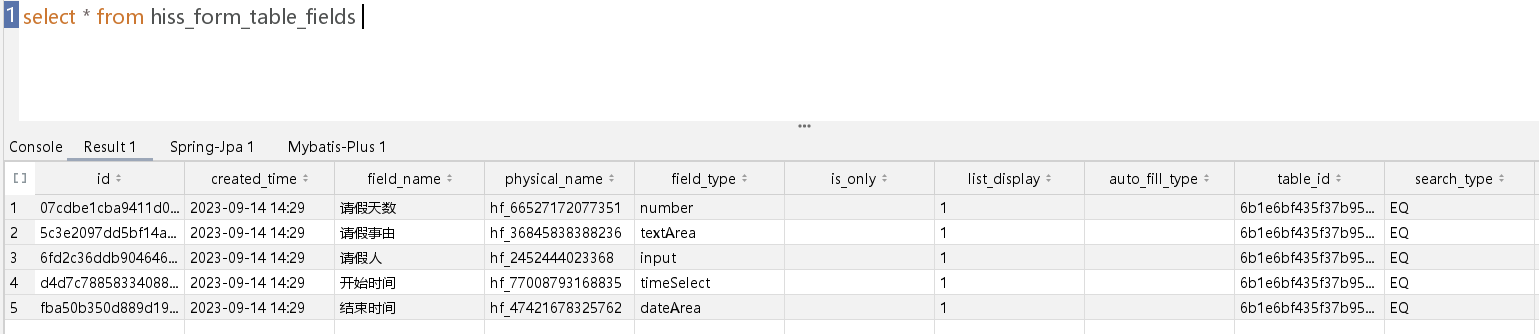 1 select * from hiss_form_table_fields
Console Result 1 Spring-Jpa 1 Mybatis-Plus 1
[ ] id created_time field_name physical_name field_type is_only list_display auto_fill_type table_id search_type
1 07cdbe1cba9411d0... 2023-09-14 14:29 请假天数 hf_66527172077351 number 1 6b1e6bf435f37b95... EQ
2 5c3e2097dd5bf14a... 2023-09-14 14:29 请假事由 hf_36845838388236 textArea 1 6b1e6bf435f37b95... EQ
3 6fd2c36ddb904646... 2023-09-14 14:29 请假人 hf_2452444023368 input 1 6b1e6bf435f37b95... EQ
4 d4d7c78858334088... 2023-09-14 14:29 开始时间 hf_77008793168835 timeSelect 1 6b1e6bf435f37b95... EQ
5 fba50b350d889d19... 2023-09-14 14:29 结束时间 hf_47421678325762 dateArea 1 6b1e6bf435f37b95... EQ